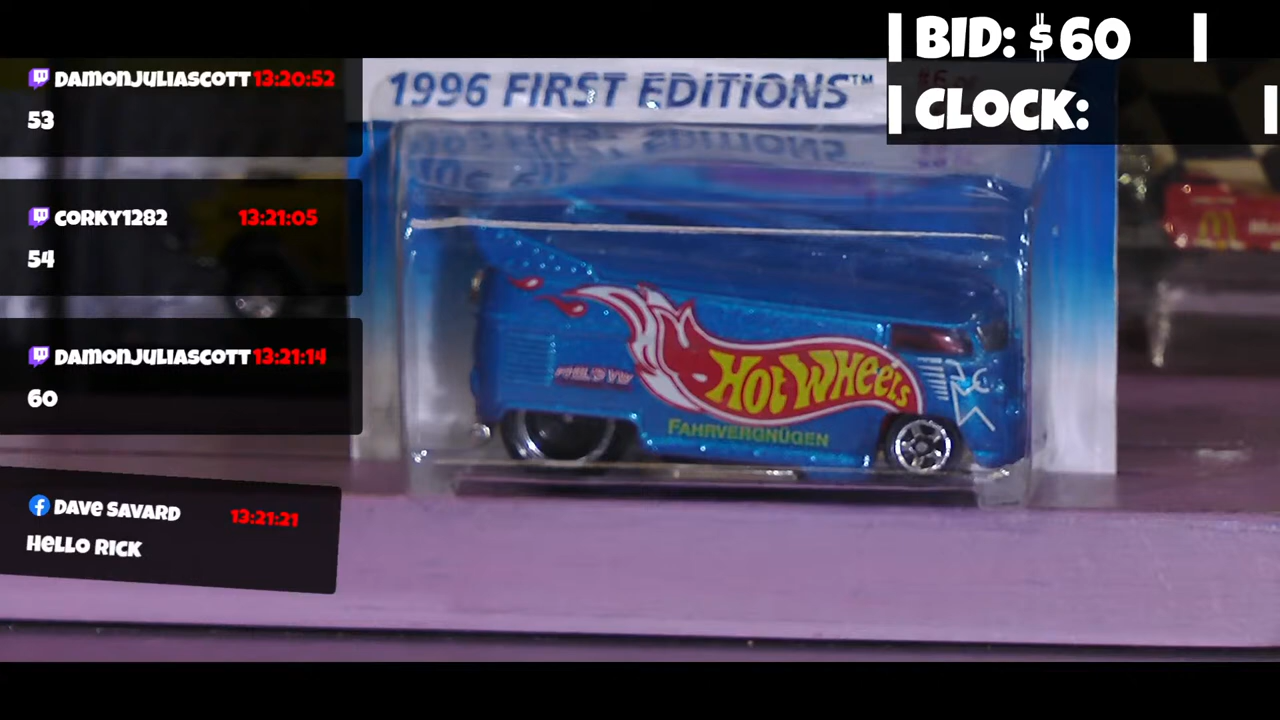 | BID: $60 |
| CLOCK: |
DAMONJULIASCOTT 13:20:52
53
CORKY1282 13:21:05
54
DAMONJULIASCOTT 13:21:14
60
DAVE SAVARD 13:21:21
HELLO RICK
1996 FIRST EDITIONS™
HOT WHEELS
FAHRVERGNÜGEN